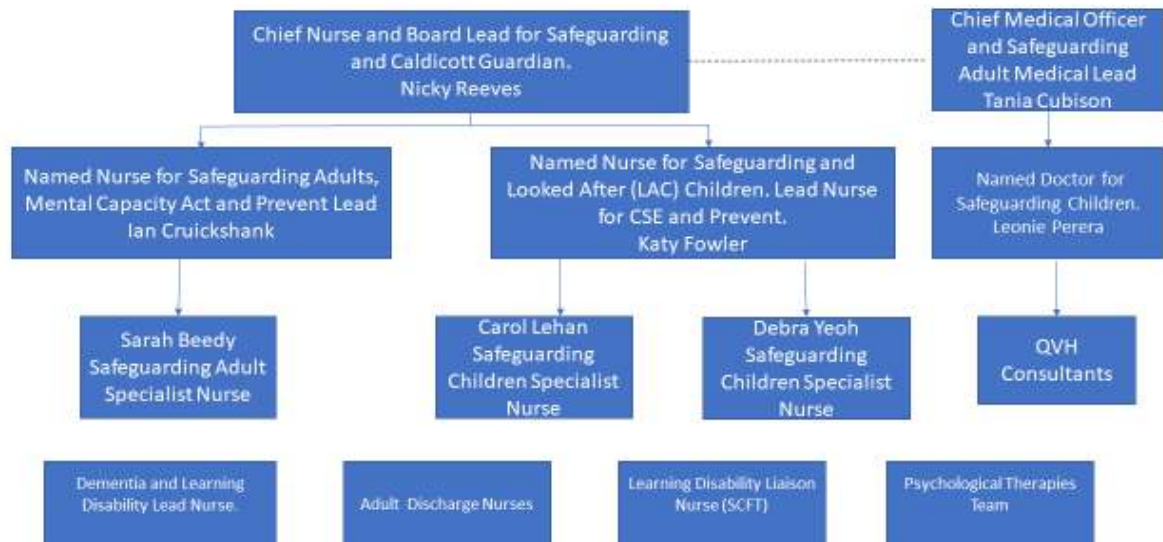 Chief Nurse and Board Lead for Safeguarding
and Caldicott Guardian.
Nicky Reeves
Chief Medical Officer
and Safeguarding
Adult Medical Lead
Tania Cubison
Named Nurse for Safeguarding Adults,
Mental Capacity Act and Prevent Lead
Ian Cruickshank
Named Nurse for Safeguarding and
Looked After (LAC) Children. Lead Nurse
for CSE and Prevent.
Katy Fowler
Named Doctor for
Safeguarding Children.
Leonie Perera
Sarah Beedy
Safeguarding Adult
Specialist Nurse
Carol Lehan
Safeguarding
Children Specialist
Nurse
Debra Yeoh
Safeguarding
Children Specialist
Nurse
QVH
Consultants
Dementia and Learning
Disability Lead Nurse.
Adult Discharge Nurses
Learning Disability Liaison
Nurse (SCFT)
Psychological Therapies
Team